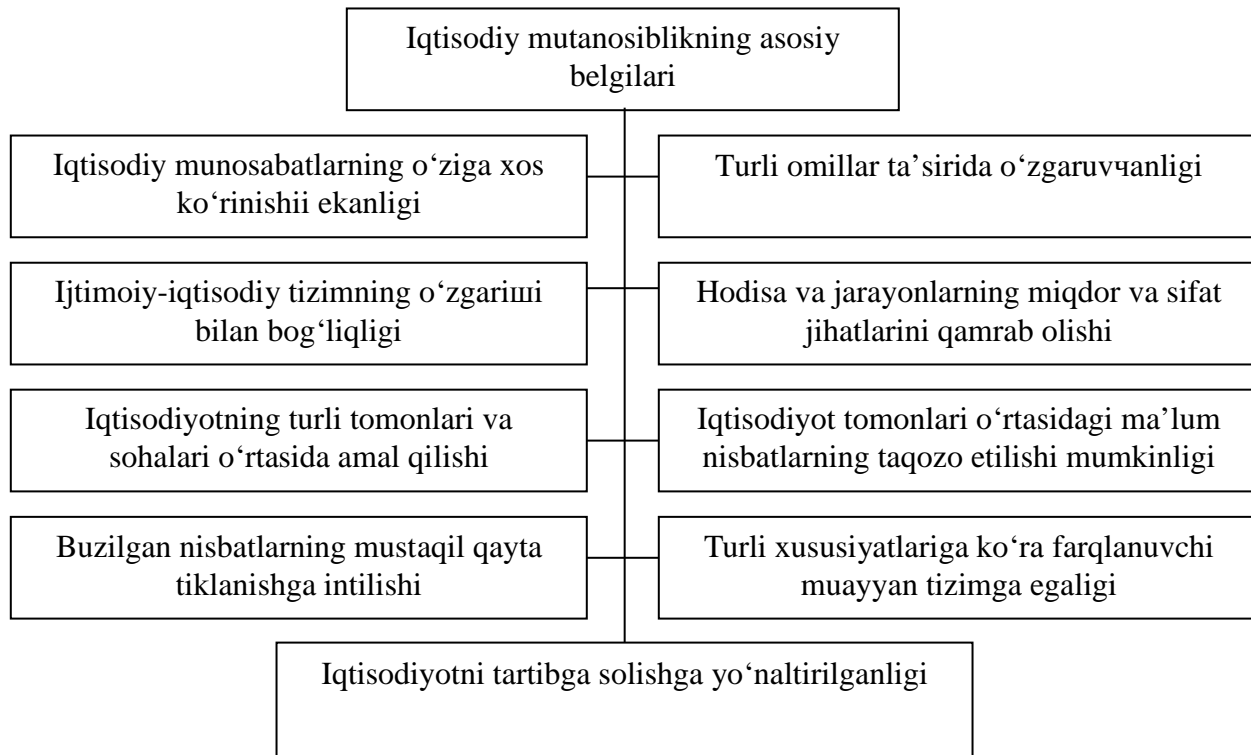 Iqtisodiy mutanosiblikning asosiy
belgilari
Iqtisodiy munosabatlarning o‘ziga xos
ko‘rinishii ekanligi
Turli omillar ta’sirida o‘zgaruvчanligi
Ijtimoiy-iqtisodiy tizimning o‘zgariши
bilan bog‘liqligi
Hodisa va jarayonlarning miqdor va sifat
jihatlarini qamrab olishi
Iqtisodiyotning turli tomonlari va
sohalari o‘rtasida amal qilishi
Iqtisodiyot tomonlari o‘rtasidagi ma’lum
nisbatlarning taqozo etilishi mumkinligi
Buzilgan nisbatlarning mustaqil qayta
tiklanishga intilishi
Turli xususiyatlariga ko‘ra farqlanuvchi
muayyan tizimga egaligi
Iqtisodiyotni tartibga solishga yo‘naltirilganligi